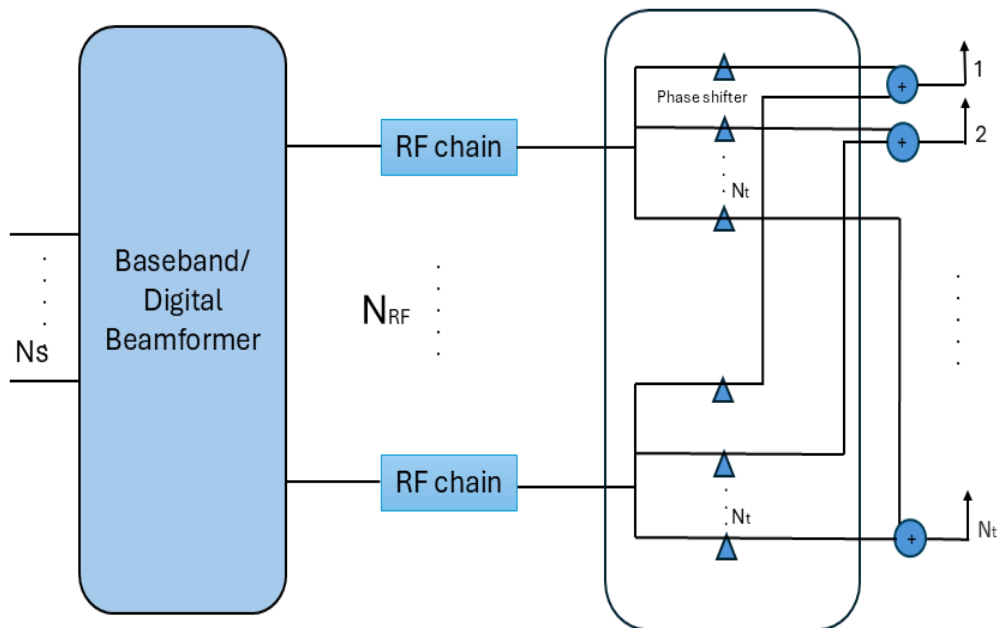 Baseband/
Digital
Beamformer
Ns
RF chain
NRF
RF chain
Phase shifter
Nt
Nt
1
2
Nt